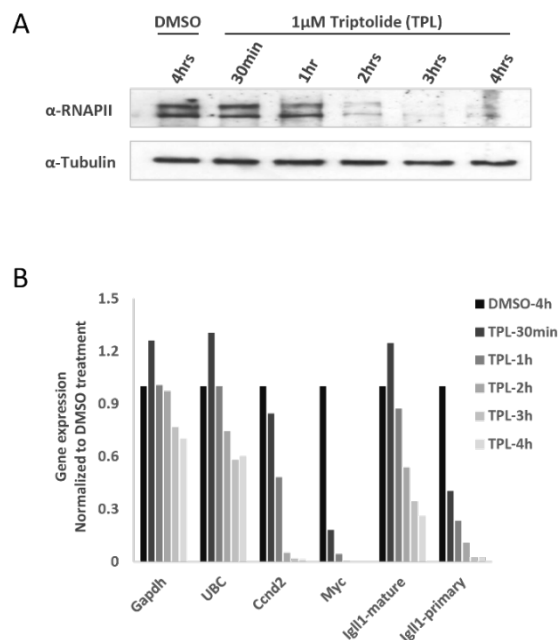 A
DMSO
1µM Triptolide (TPL)
4hrs
30min
1hr
2hrs
3hrs
4hrs
α-RNAPII
α-Tubulin
B
1.5
1.2
0.9
0.6
0.3
0
Gene expression
Normalized to DMSO treatment
DMSO-4h
TPL-30min
TPL-1h
TPL-2h
TPL-3h
TPL-4h
Gapdh
UBC
Ccnd2
Myc
Igll1-mature
Igll1-primary